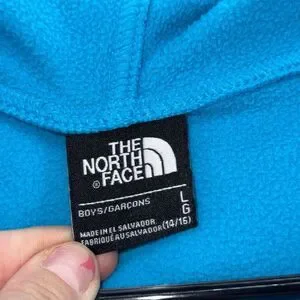 THE
NORTH
FACE
®
BOYS/GARÇONS L
G
MADE IN EL SALVADOR
FABRIQUÉ AU SALVADOR (14/16)